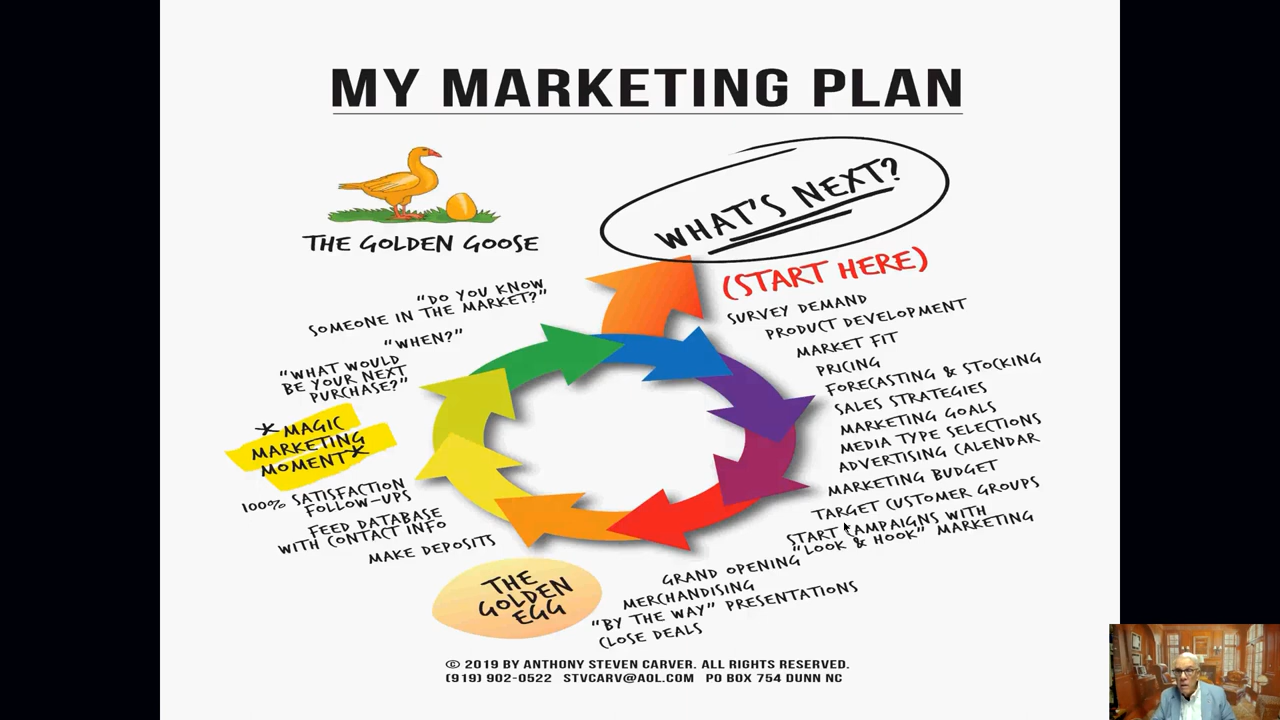 MY MARKETING PLAN
THE GOLDEN GOOSE
WHAT'S NEXT?
(START HERE)
SURVEY DEMAND
PRODUCT DEVELOPMENT
MARKET FIT
PRICING
FORECASTING & STOCKING
SALES STRATEGIES
MARKETING GOALS
MEDIA TYPE SELECTIONS
ADVERTISING CALENDAR
MARKETING BUDGET
TARGET CUSTOMER GROUPS
START CAMPAIGNS WITH
"LOOK & HOOK" MARKETING
GRAND OPENING
MERCHANDISING
"BY THE WAY" PRESENTATIONS
CLOSE DEALS
THE
GOLDEN
EGG
MAKE DEPOSITS
FEED DATABASE
WITH CONTACT INFO
100% SATISFACTION
FOLLOW-UPS
*MAGIC
MARKETING
MOMENT*
"WHAT WOULD
BE YOUR NEXT
PURCHASE?"
"WHEN?"
"DO YOU KNOW
SOMEONE IN THE MARKET?"
© 2019 BY ANTHONY STEVEN CARVER. ALL RIGHTS RESERVED.
(919) 902-0522 STVCARV@AOL.COM PO BOX 754 DUNN NC